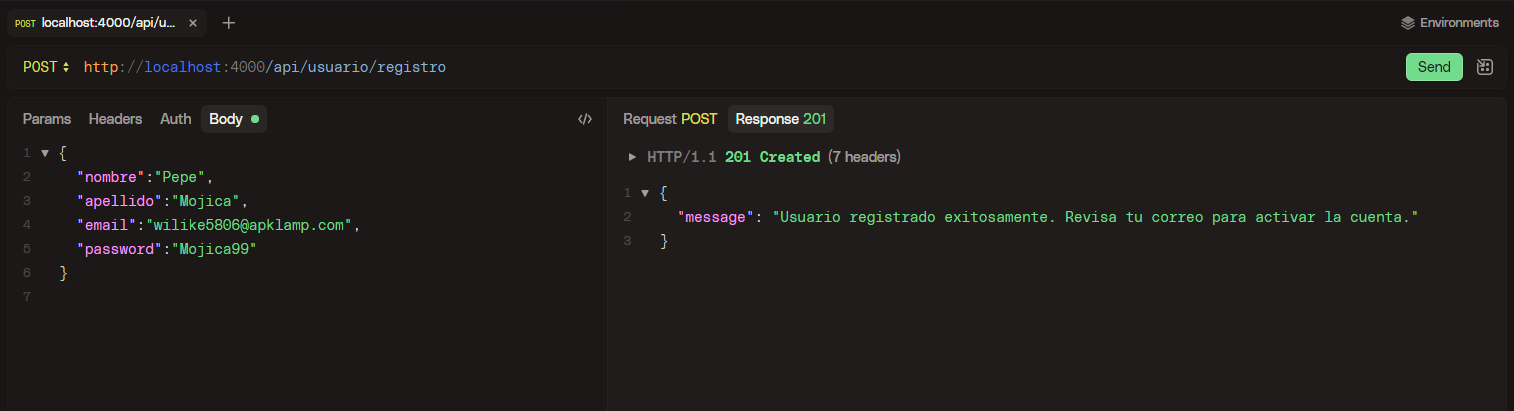 POST localhost:4000/api/u... × +
Environments
POST http://localhost:4000/api/usuario/registro
Send
Params Headers Auth Body
Request POST Response 201
HTTP/1.1 201 Created (7 headers)
1 {
2 "nombre":"Pepe",
3 "apellido":"Mojica",
4 "email":"wilike5806@apklamp.com",
5 "password":"Mojica99"
6 }
7
1 {
2 "message": "Usuario registrado exitosamente. Revisa tu correo para activar la cuenta."
3 }